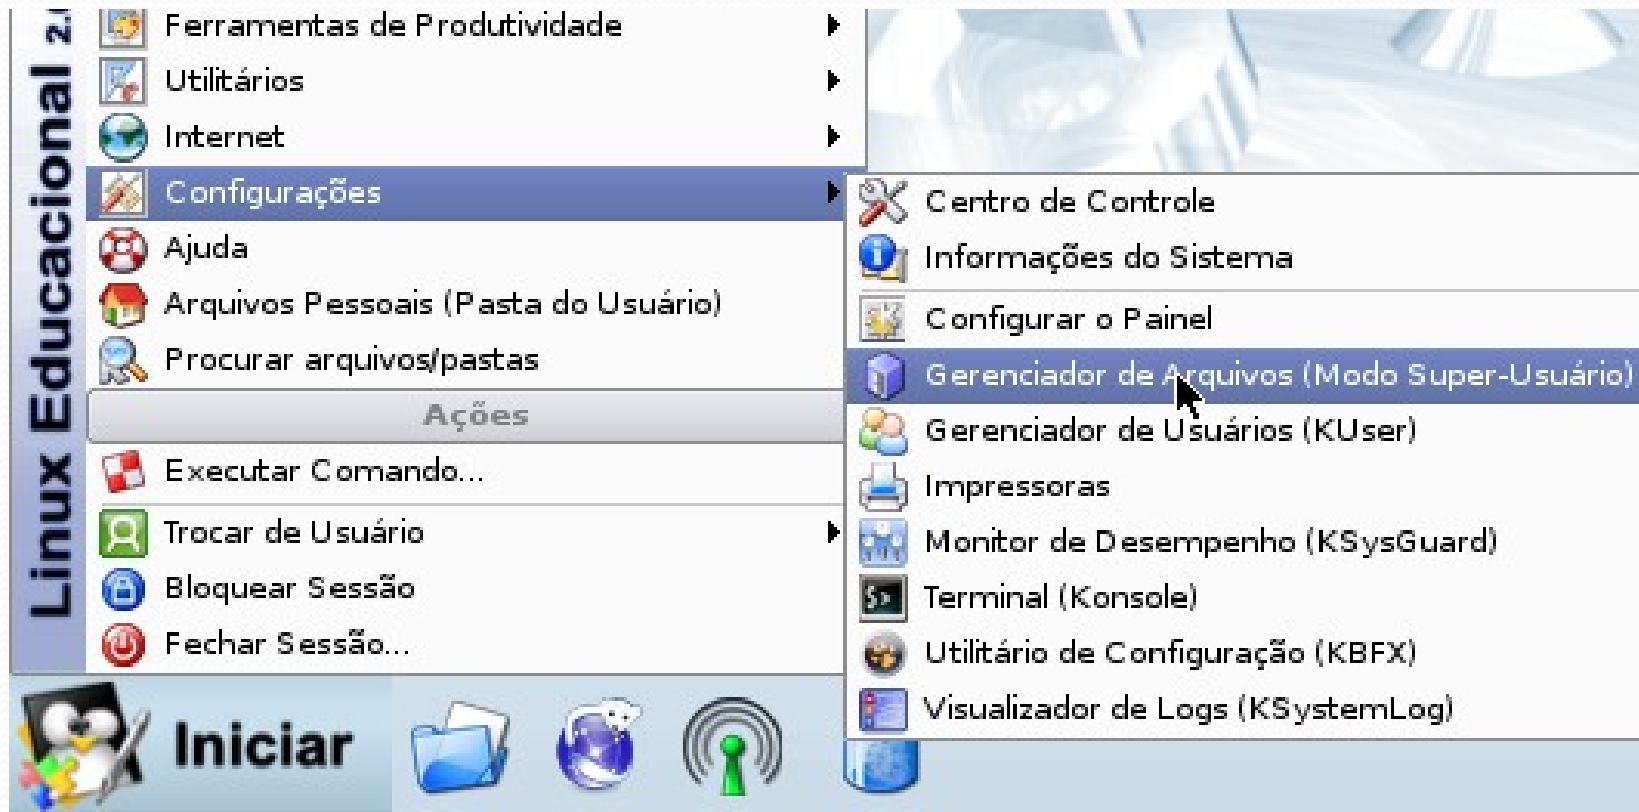 Linux Educacional 2.
Ferramentas de Produtividade
Utilitários
Internet
Configurações
Ajuda
Arquivos Pessoais (Pasta do Usuário)
Procurar arquivos/pastas
Ações
Executar Comando...
Trocar de Usuário
Bloquear Sessão
Fechar Sessão...
Centro de Controle
Informações do Sistema
Configurar o Painel
Gerenciador de Arquivos (Modo Super-Usuário)
Gerenciador de Usuários (KUser)
Impressoras
Monitor de Desempenho (KSysGuard)
Terminal (Konsole)
Utilitário de Configuração (KBFX)
Visualizador de Logs (KSystemLog)
Iniciar